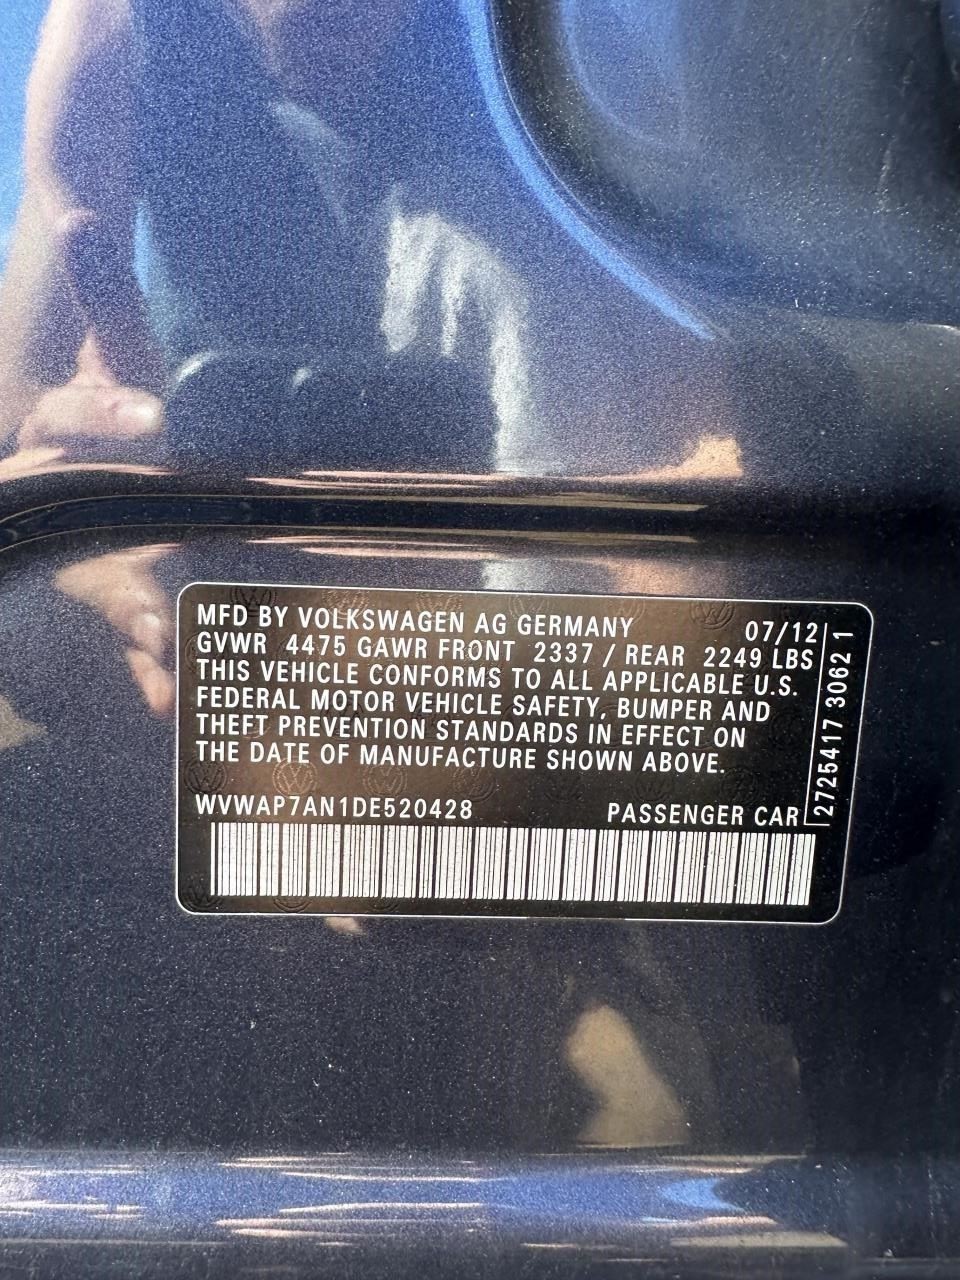 MFD BY VOLKSWAGEN AG GERMANY 07/12
GVWR 4475 GAWR FRONT 2337 / REAR 2249 LBS
THIS VEHICLE CONFORMS TO ALL APPLICABLE U.S.
FEDERAL MOTOR VEHICLE SAFETY, BUMPER AND
THEFT PREVENTION STANDARDS IN EFFECT ON
THE DATE OF MANUFACTURE SHOWN ABOVE.
WVWAP7AN1DE520428 PASSENGER CAR
2725417 3062 1